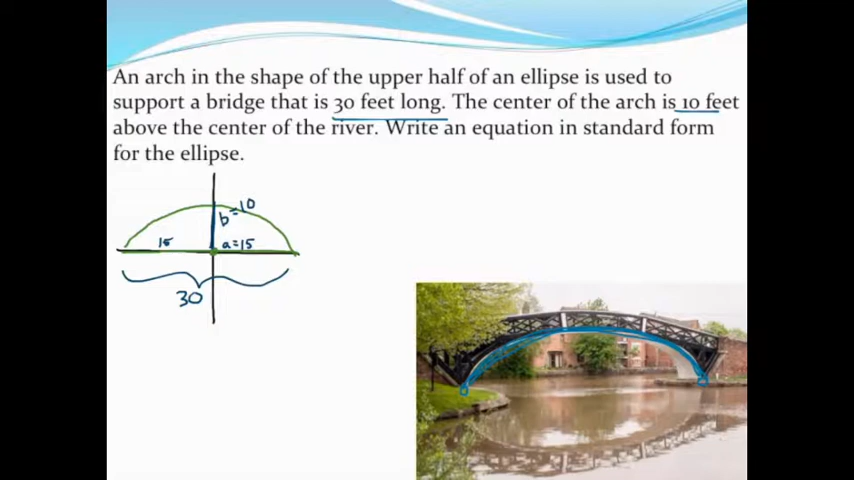 An arch in the shape of the upper half of an ellipse is used to
support a bridge that is 30 feet long. The center of the arch is 10 feet
above the center of the river. Write an equation in standard form
for the ellipse.
b=10
15
a=15
30